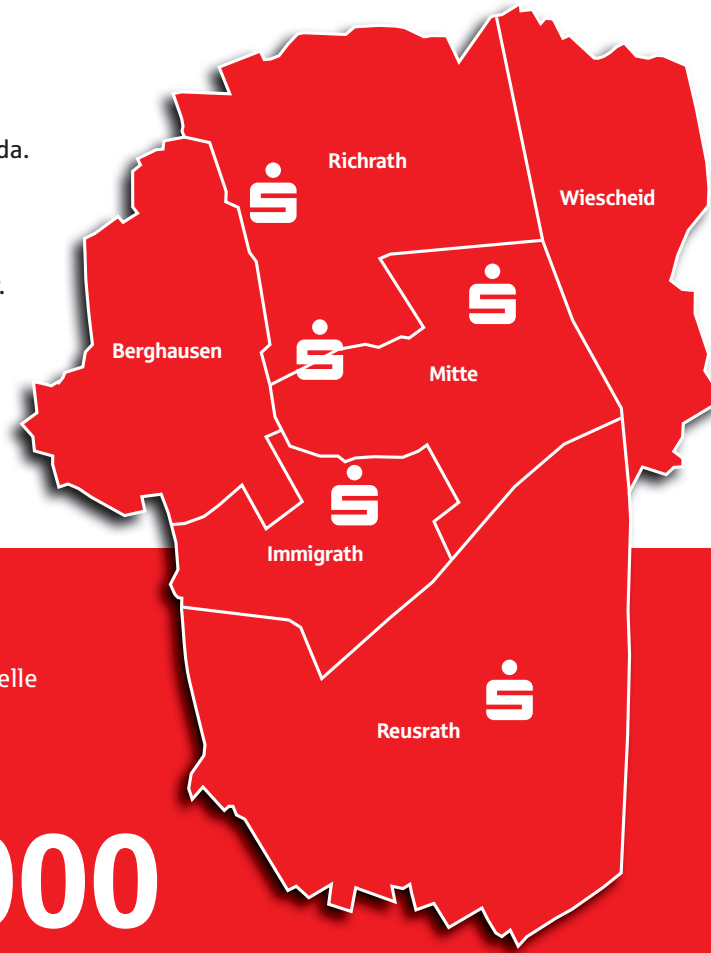 da.
Richrath
Wiescheid
Berghausen
Mitte
Immigrath
elle
Reusrath
000